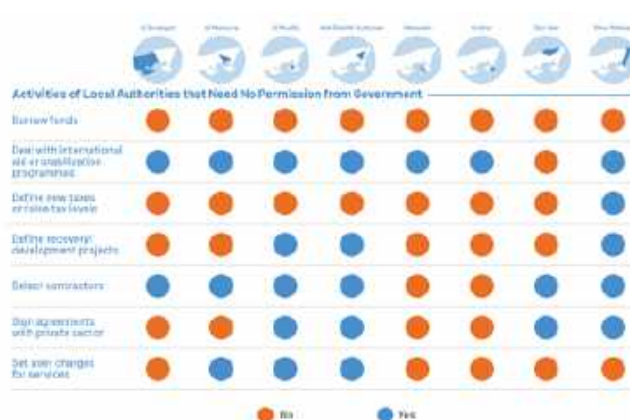 Activities of Local Authorities that Need No Permission from Government
Borrow funds
Deal with international
aid or stabilization
programmes
Define new taxes
or raise tax levels
Define recovery/
development projects
Select contractors
Sign agreements
with private sector
Set user charges
for services
No
Yes